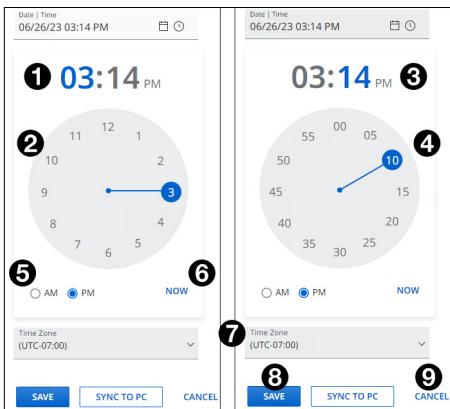 Date | Time
06/26/23 03:14 PM
1 03:14 PM
2
12
11 1
10 2
9 3
8 4
7 5
6
5 6
AM PM NOW
Time Zone
(UTC-07:00)
SAVE SYNC TO PC CANCEL
Date | Time
06/26/23 03:14 PM
03:14 PM 3
4
00
55 05
50 10
45 15
40 20
35 25
30
AM PM NOW
7 Time Zone
(UTC-07:00)
8 9
SAVE SYNC TO PC CANCEL